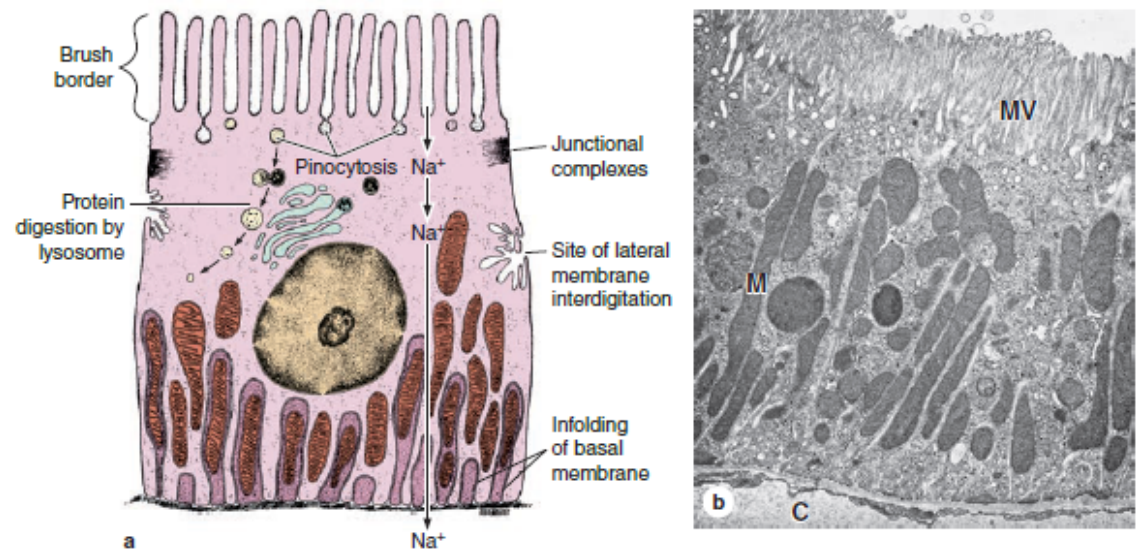 Brush
border
Pinocytosis
Na⁺
Protein
digestion by
lysosome
Na⁺
Junctional
complexes
Site of lateral
membrane
interdigitation
Infolding
of basal
membrane
a
Na⁺
MV
M
b
C